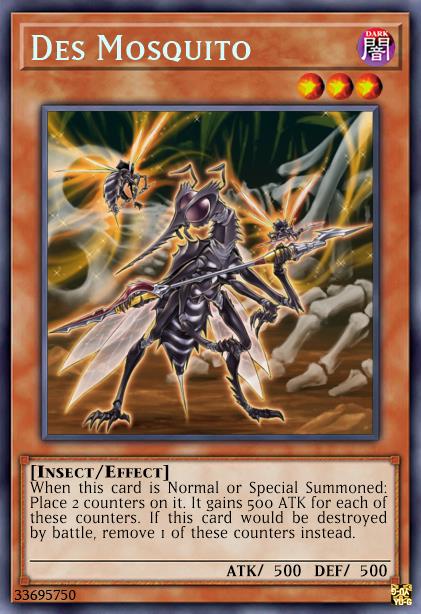 Des Mosquito
DARK
闇
[Insect/Effect]
When this card is Normal or Special Summoned:
Place 2 counters on it. It gains 500 ATK for each of
these counters. If this card would be destroyed
by battle, remove 1 of these counters instead.
ATK/ 500 DEF/ 500
33695750